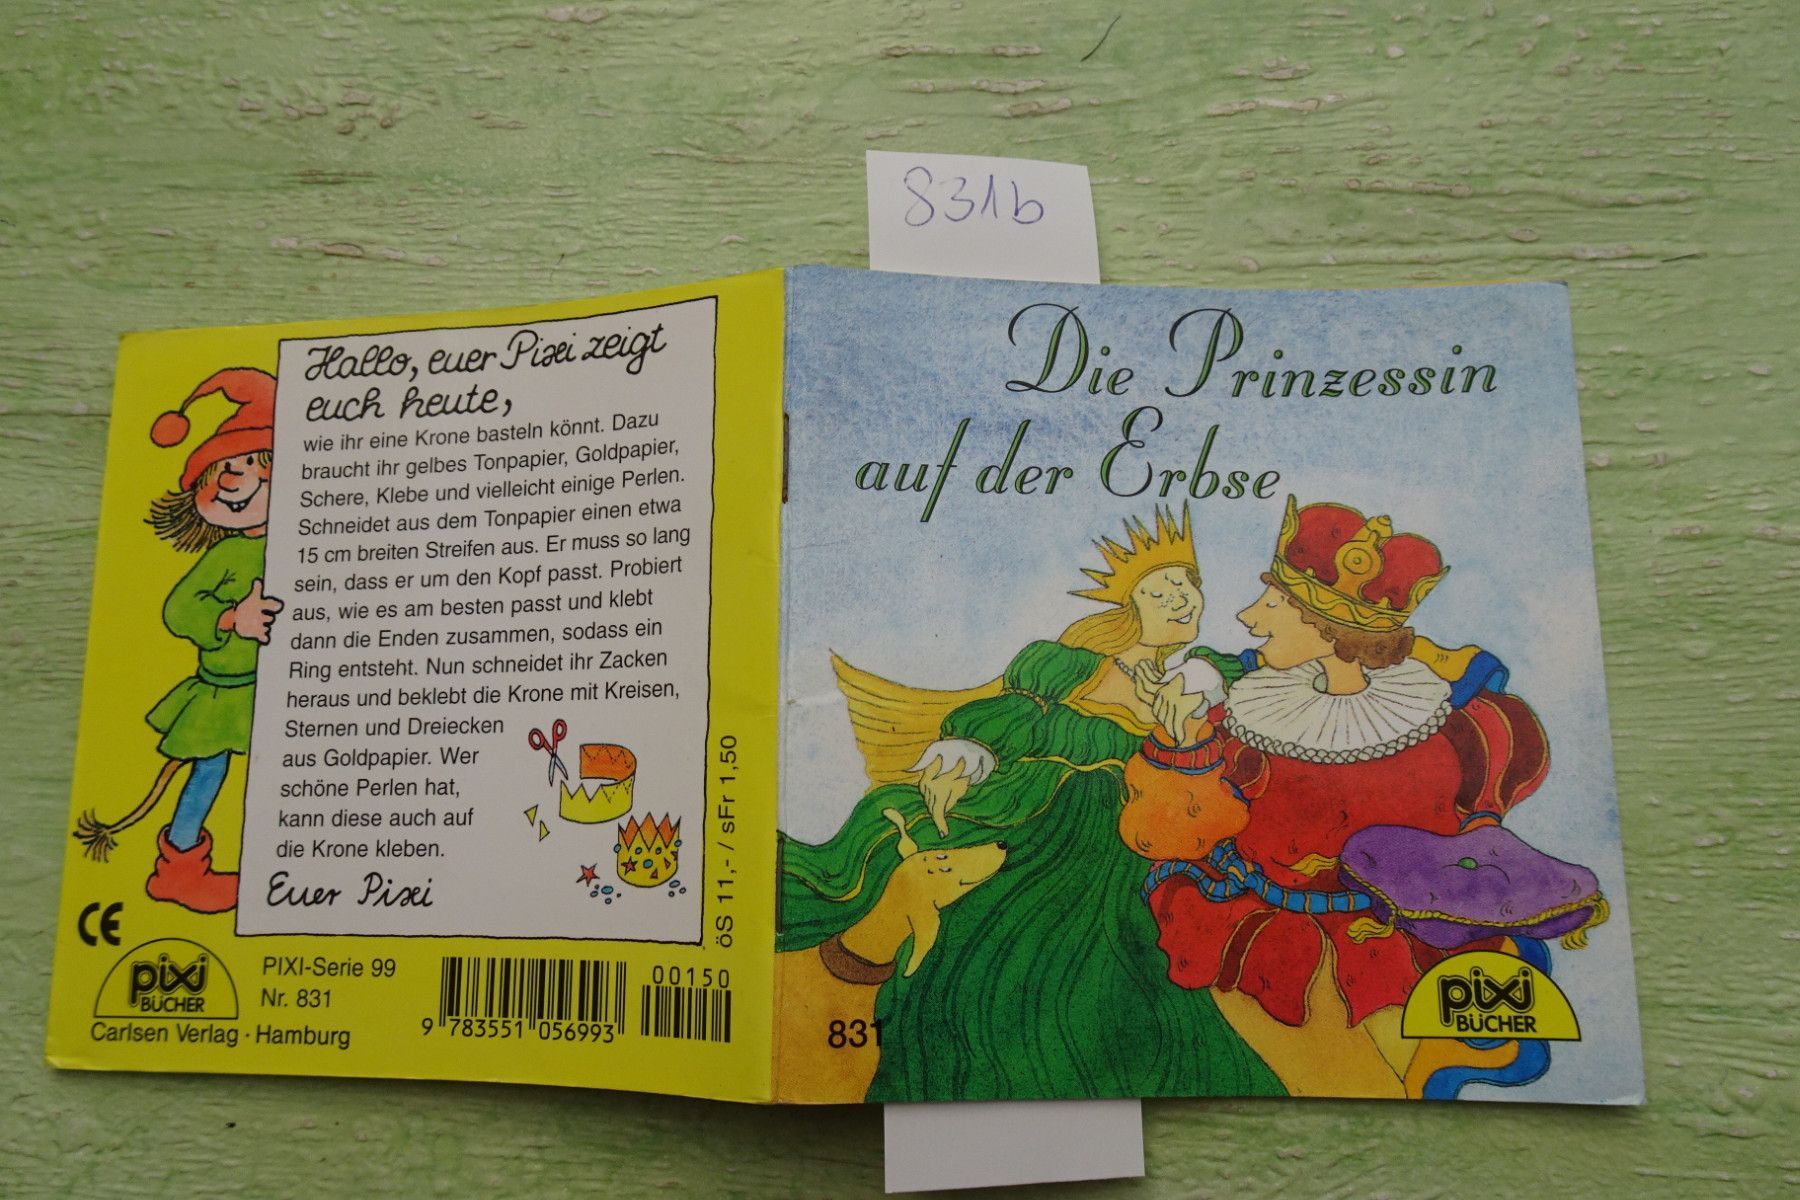 831b
Hallo, euer Pixi zeigt
euch heute,
wie ihr eine Krone basteln könnt. Dazu
braucht ihr gelbes Tonpapier, Goldpapier,
Schere, Klebe und vielleicht einige Perlen.
Schneidet aus dem Tonpapier einen etwa
15 cm breiten Streifen aus. Er muss so lang
sein, dass er um den Kopf passt. Probiert
aus, wie es am besten passt und klebt
dann die Enden zusammen, sodass ein
Ring entsteht. Nun schneidet ihr Zacken
heraus und beklebt die Krone mit Kreisen,
Sternen und Dreiecken
aus Goldpapier. Wer
schöne Perlen hat,
kann diese auch auf
die Krone kleben.
Euer Pixi
öS 11,- / sFr 1,50
CE
pixi
BÜCHER
PIXI-Serie 99
Nr. 831
Carlsen Verlag · Hamburg
00150
9 783551 056993
Die Prinzessin
auf der Erbse
831
pixi
BÜCHER